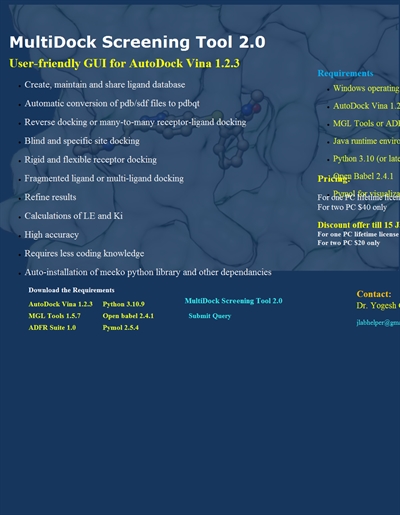 MultiDock Screening Tool 2.0
User-friendly GUI for AutoDock Vina 1.2.3
Create, maintain and share ligand database
Automatic conversion of pdb/sdf files to pdbqt
Reverse docking or many-to-many receptor-ligand docking
Blind and specific site docking
Rigid and flexible receptor docking
Fragmented ligand or multi-ligand docking
Refine results
Calculations of LE and Ki
High accuracy
Requires less coding knowledge
Auto-installation of meeko python library and other dependancies
Requirements
Windows operating
AutoDock Vina 1.2
MGL Tools or ADF
Java runtime enviro
Python 3.10 (or late
Open Babel 2.4.1
Pymol for visualiza
Pricing:
For one PC lifetime licen
For two PC $40 only
Discount offer till 15 J
For one PC lifetime license
For two PC $20 only
Download the Requirements
AutoDock Vina 1.2.3 Python 3.10.9
MGL Tools 1.5.7 Open babel 2.4.1
ADFR Suite 1.0 Pymol 2.5.4
MultiDock Screening Tool 2.0
Submit Query
Contact:
Dr. Yogesh
jlabhelper@gm